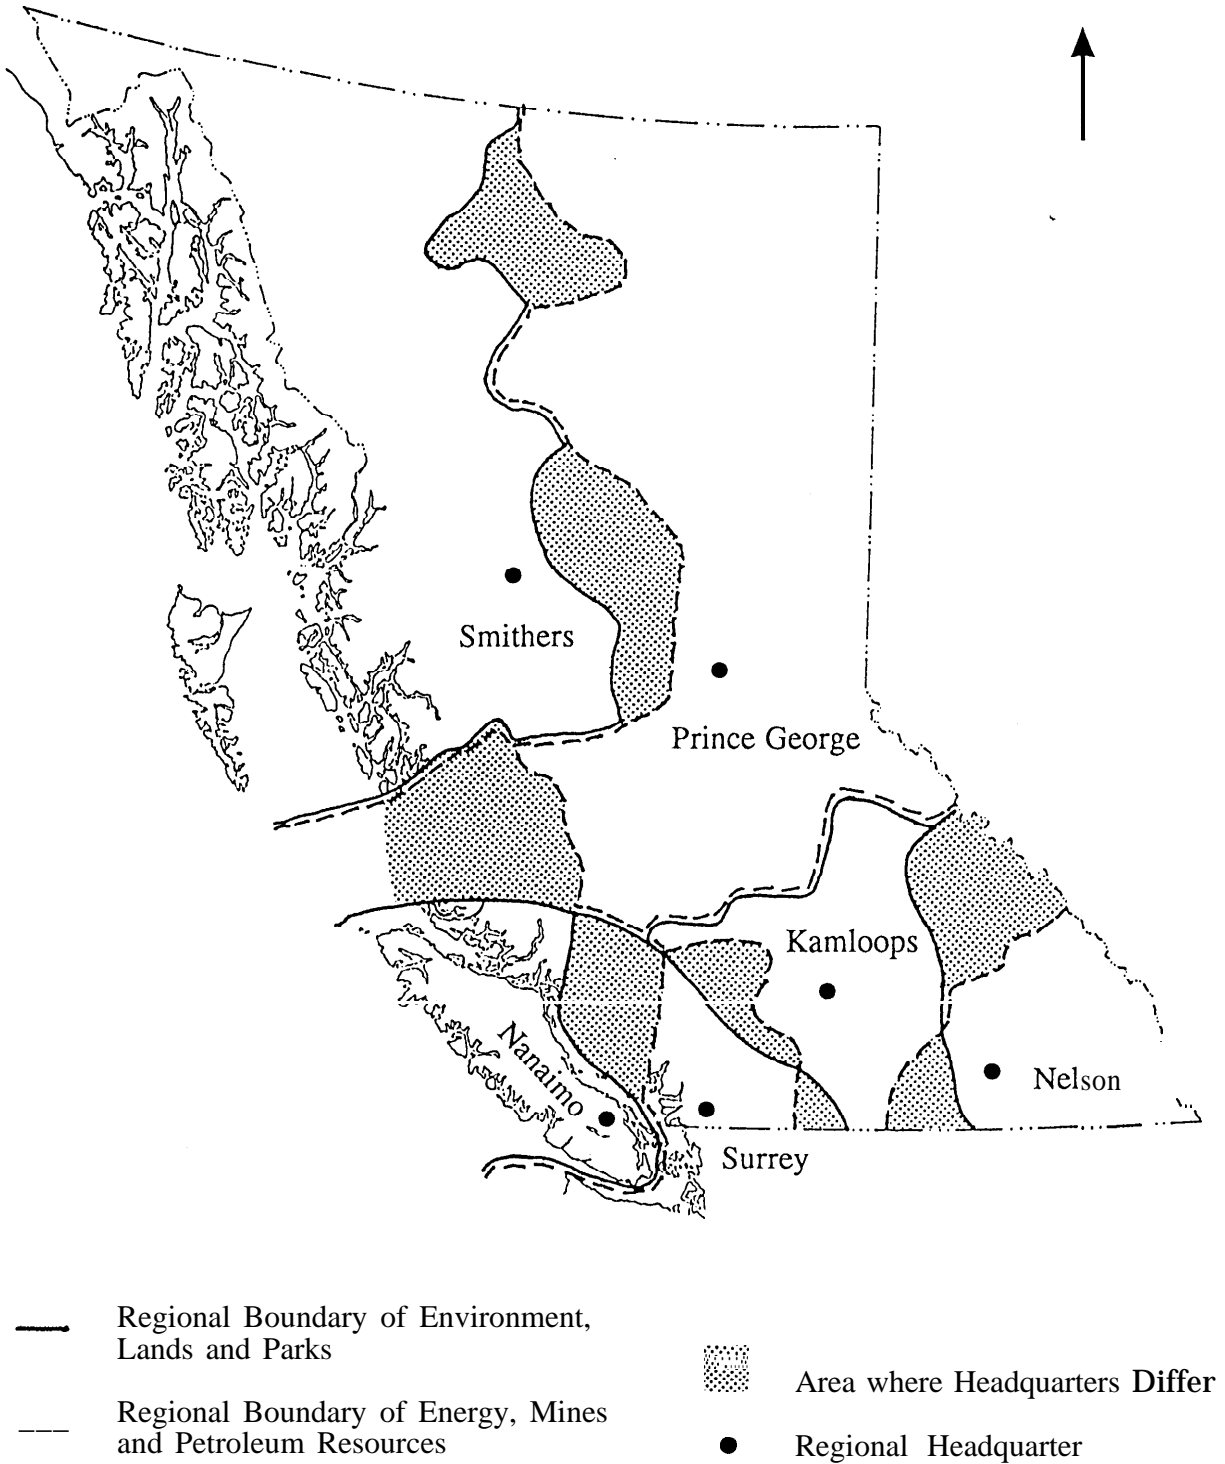 Smithers
Prince George
Kamloops
Nanaimo
Nelson
Surrey
Regional Boundary of Environment,
Lands and Parks
Regional Boundary of Energy, Mines
and Petroleum Resources
Area where Headquarters Differ
Regional Headquarter